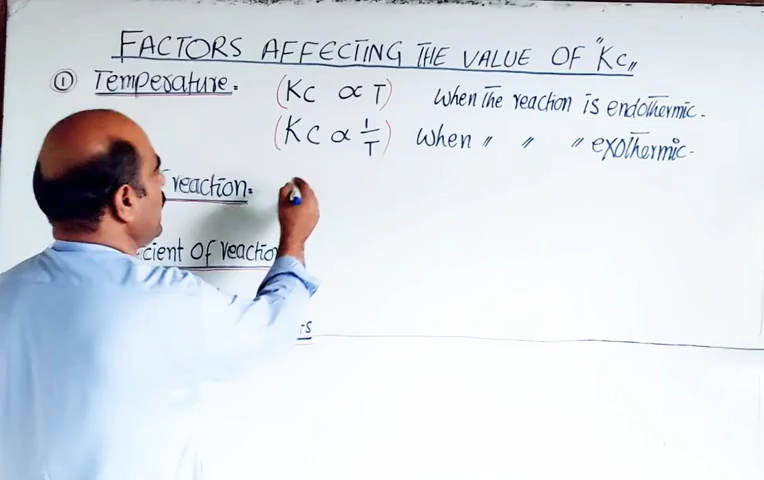 FACTORS AFFECTING THE VALUE OF "Kc"
① Temperature. (Kc ∝ T) When The reaction is endothermic.
(Kc ∝ 1/T) When " " " exothermic.
reaction.
cient Of reactio